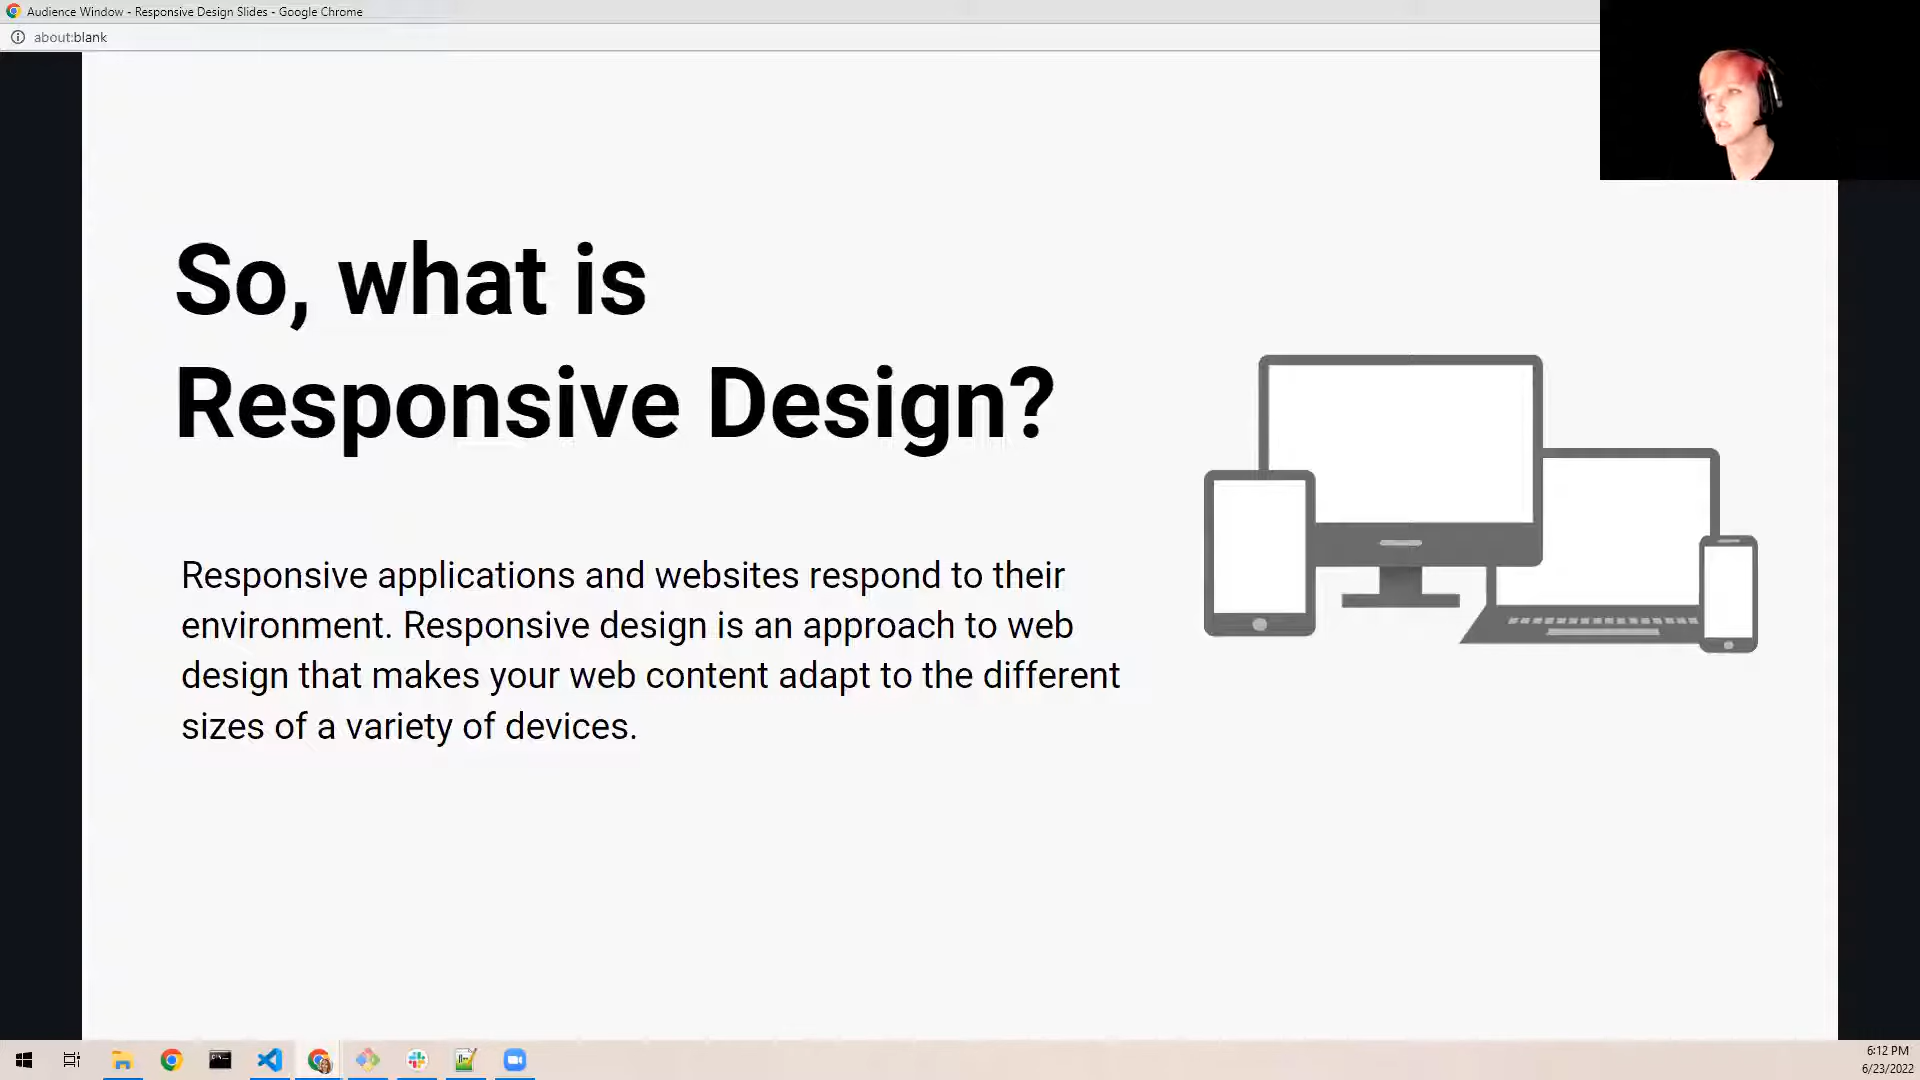 Audience Window - Responsive Design Slides - Google Chrome
about:blank
So, what is
Responsive Design?
Responsive applications and websites respond to their
environment. Responsive design is an approach to web
design that makes your web content adapt to the different
sizes of a variety of devices.
6:12 PM
6/23/2022